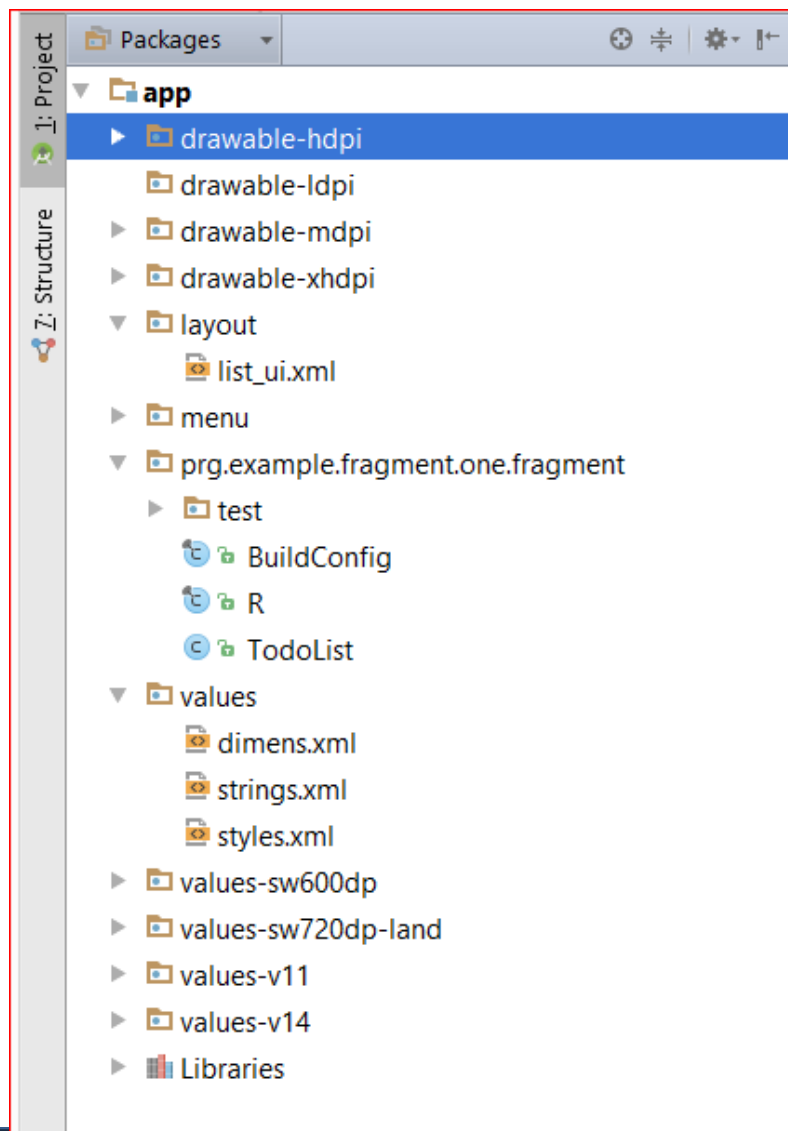 1: Project
7: Structure
Packages
app
drawable-hdpi
drawable-ldpi
drawable-mdpi
drawable-xhdpi
layout
list_ui.xml
menu
prg.example.fragment.one.fragment
test
BuildConfig
R
TodoList
values
dimens.xml
strings.xml
styles.xml
values-sw600dp
values-sw720dp-land
values-v11
values-v14
Libraries